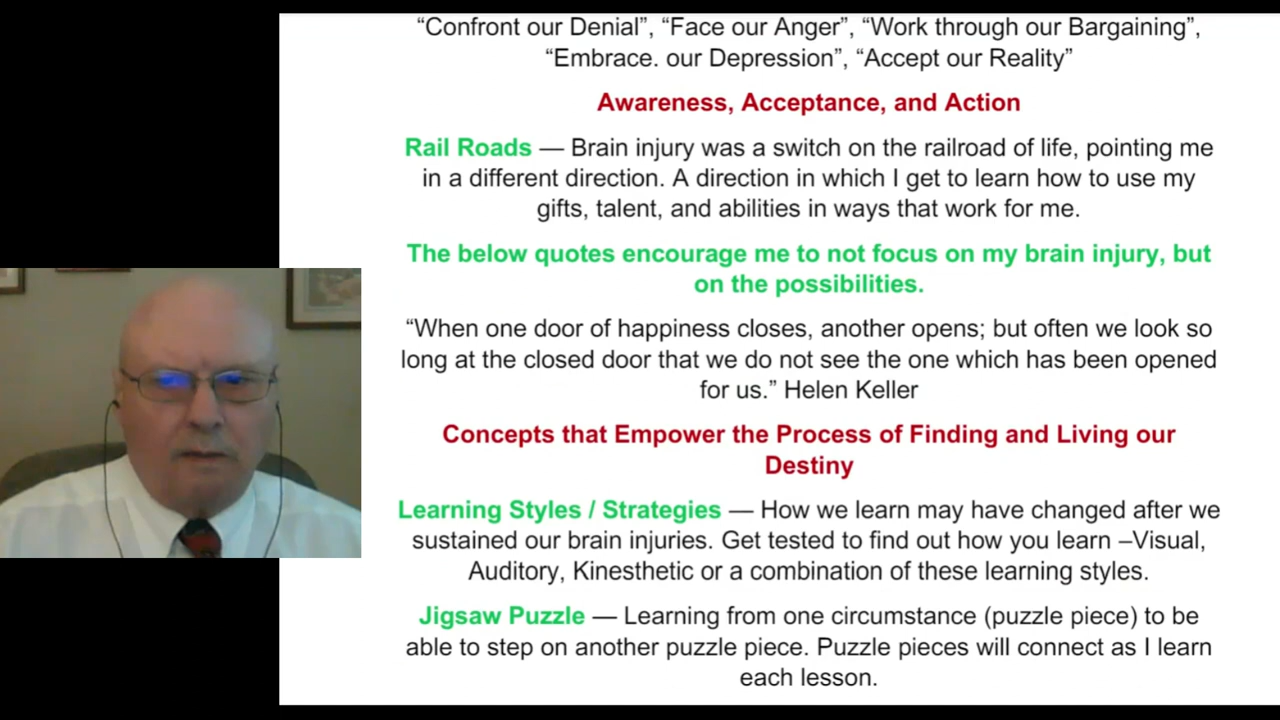 “Confront our Denial”, “Face our Anger”, “Work through our Bargaining”,
“Embrace. our Depression”, “Accept our Reality”
Awareness, Acceptance, and Action
Rail Roads — Brain injury was a switch on the railroad of life, pointing me
in a different direction. A direction in which I get to learn how to use my
gifts, talent, and abilities in ways that work for me.
The below quotes encourage me to not focus on my brain injury, but
on the possibilities.
“When one door of happiness closes, another opens; but often we look so
long at the closed door that we do not see the one which has been opened
for us.” Helen Keller
Concepts that Empower the Process of Finding and Living our
Destiny
Learning Styles / Strategies — How we learn may have changed after we
sustained our brain injuries. Get tested to find out how you learn –Visual,
Auditory, Kinesthetic or a combination of these learning styles.
Jigsaw Puzzle — Learning from one circumstance (puzzle piece) to be
able to step on another puzzle piece. Puzzle pieces will connect as I learn
each lesson.